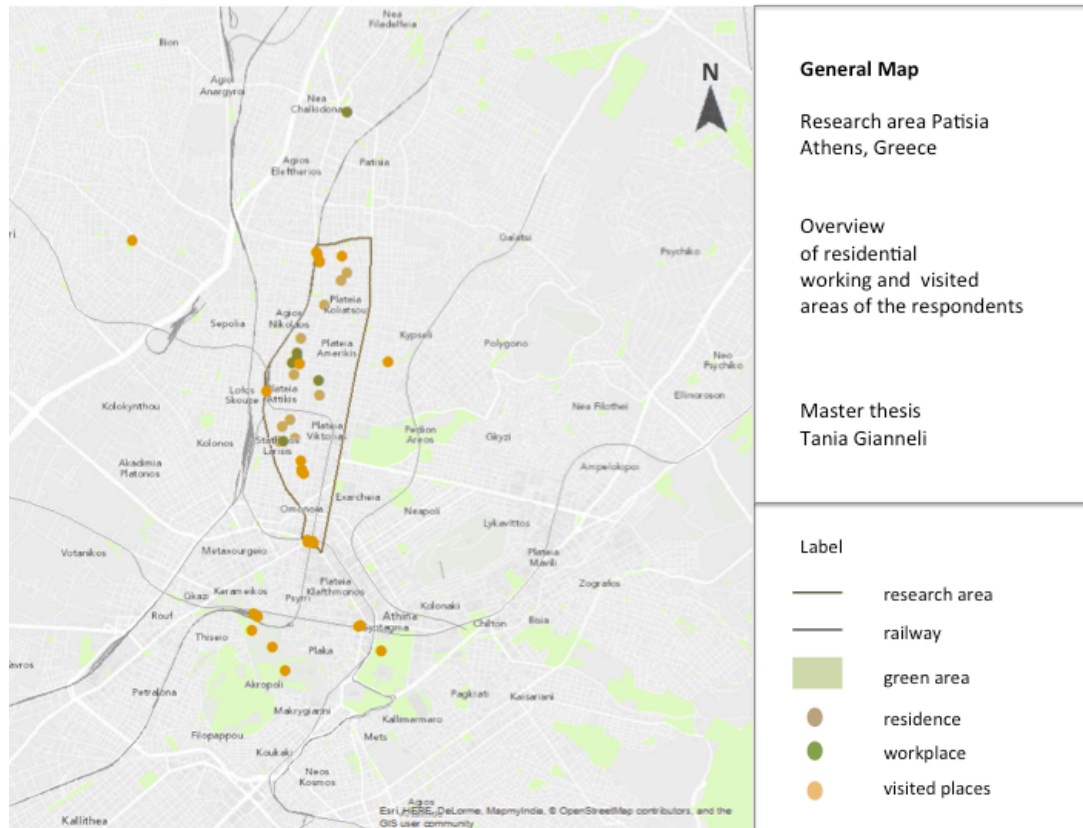 Nea
Filadelfeia
Ilion
Agioi
Anargyroi
Nea
Chalkidona
Agios
Eleftherios
Patisia
Galatsi
Psychiko
Plateia
Koliatsou
Agios
Nikolaos
Sepolia
Kypseli
Plateia
Amerikis
Polygono
Neo
Psychiko
Lofos
Skouze
Plateia
Attikis
Ellinoroson
Kolokynthou
Nea Filothei
Kolonos
Plateia
Viktorias
Pedion
Areos
Gkyzi
Stathmos
Larisis
Akadimia
Platonos
Ampelokipoi
Exarcheia
Neapoli
Omonoia
Lykavittos
Votanikos
Metaxourgeio
Plateia
Mavili
Zografos
Plateia
Klafthmonos
Gkazi
Kerameikos
Psyrri
Kolonaki
Rouf
Athina
Syntagma
Chilton
Ilisia
Thiseio
Plaka
Petralona
Akropoli
Pagkrati
Kaisariani
Makrygianni
Kallimarmaro
Filopappou
Mets
Koukaki
Neos
Kosmos
Agios
Kallithea
Esri, HERE, DeLorme, MapmyIndia, © OpenStreetMap contributors, and the
GIS user community
N
General Map
Research area Patisia
Athens, Greece
Overview
of residential
working and visited
areas of the respondents
Master thesis
Tania Gianneli
Label
research area
railway
green area
residence
workplace
visited places